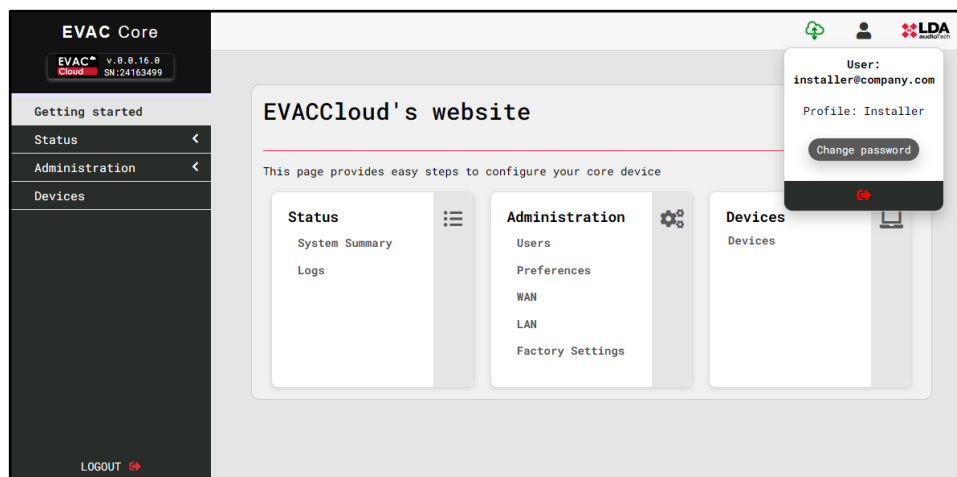 EVAC Core
EVAC
Cloud
v.0.0.16.0
SN:24163499
Getting started
Status
Administration
Devices
LOGOUT
LDA
audioTech
User:
installer@company.com
Profile: Installer
Change password
EVACCloud's website
This page provides easy steps to configure your core device
Status
System Summary
Logs
Administration
Users
Preferences
WAN
LAN
Factory Settings
Devices
Devices